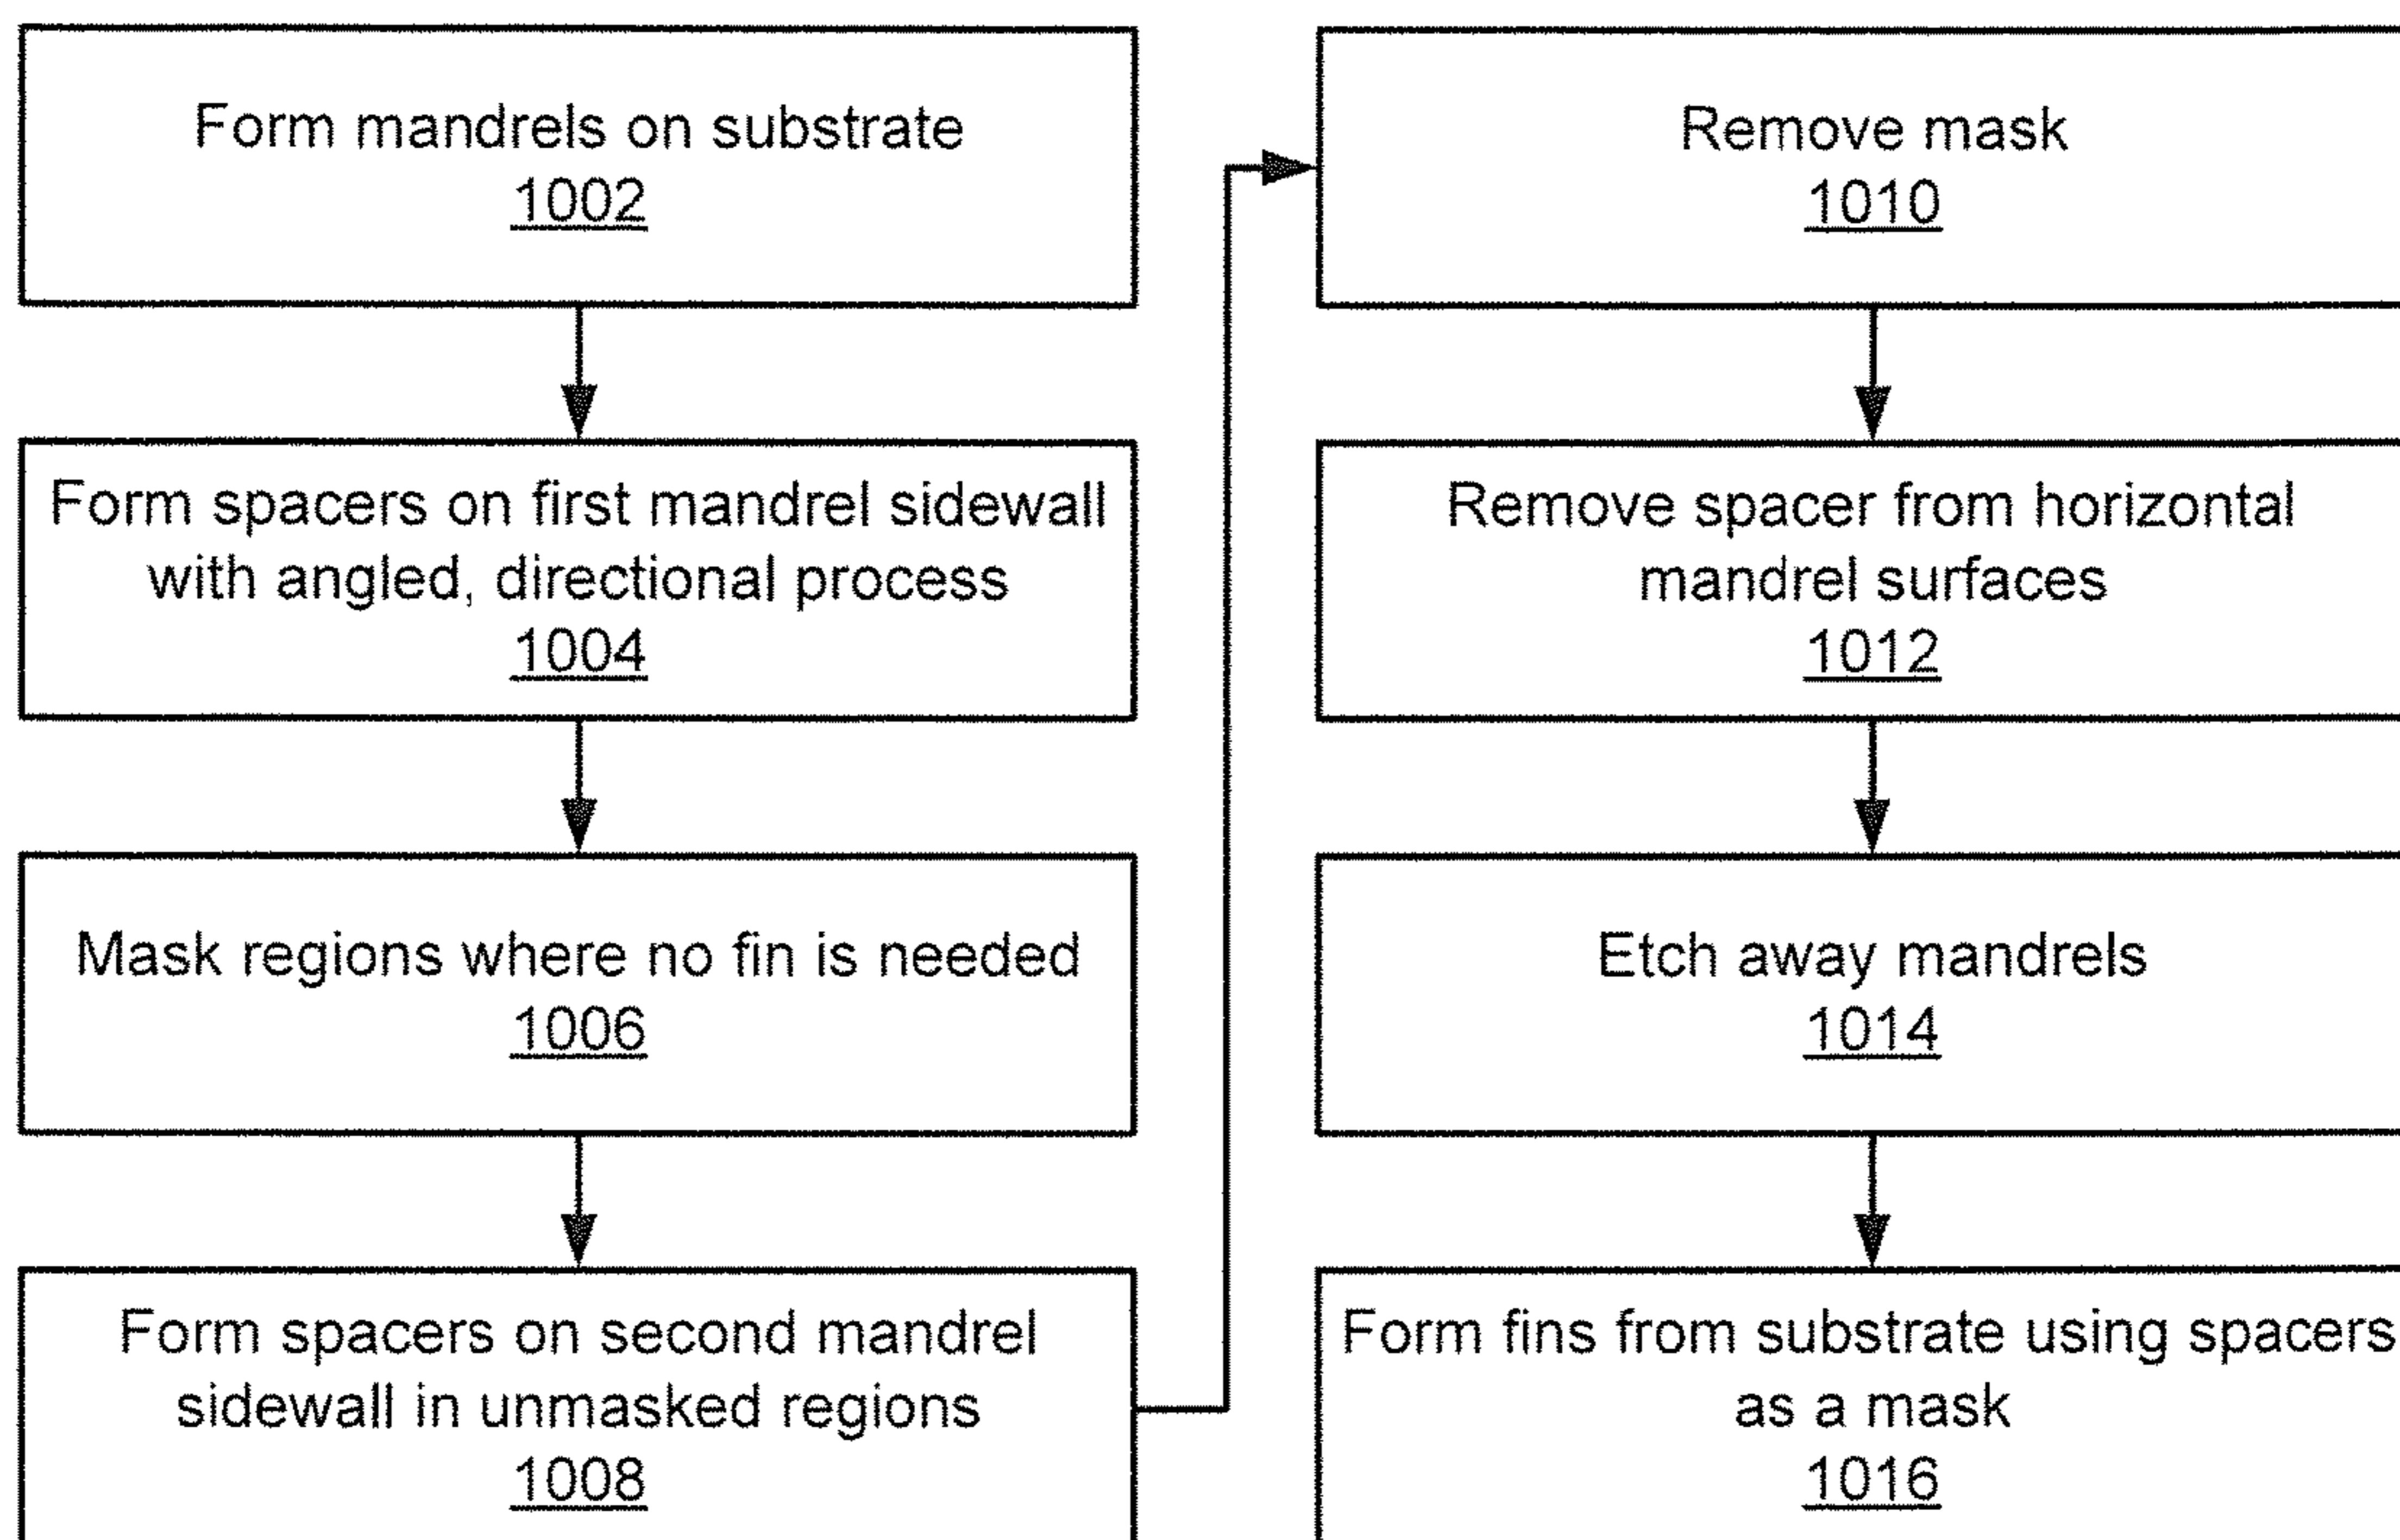 Form mandrels on substrate
1002
Form spacers on first mandrel sidewall
with angled, directional process
1004
Mask regions where no fin is needed
1006
Form spacers on second mandrel
sidewall in unmasked regions
1008
Remove mask
1010
Remove spacer from horizontal
mandrel surfaces
1012
Etch away mandrels
1014
Form fins from substrate using spacers
as a mask
1016